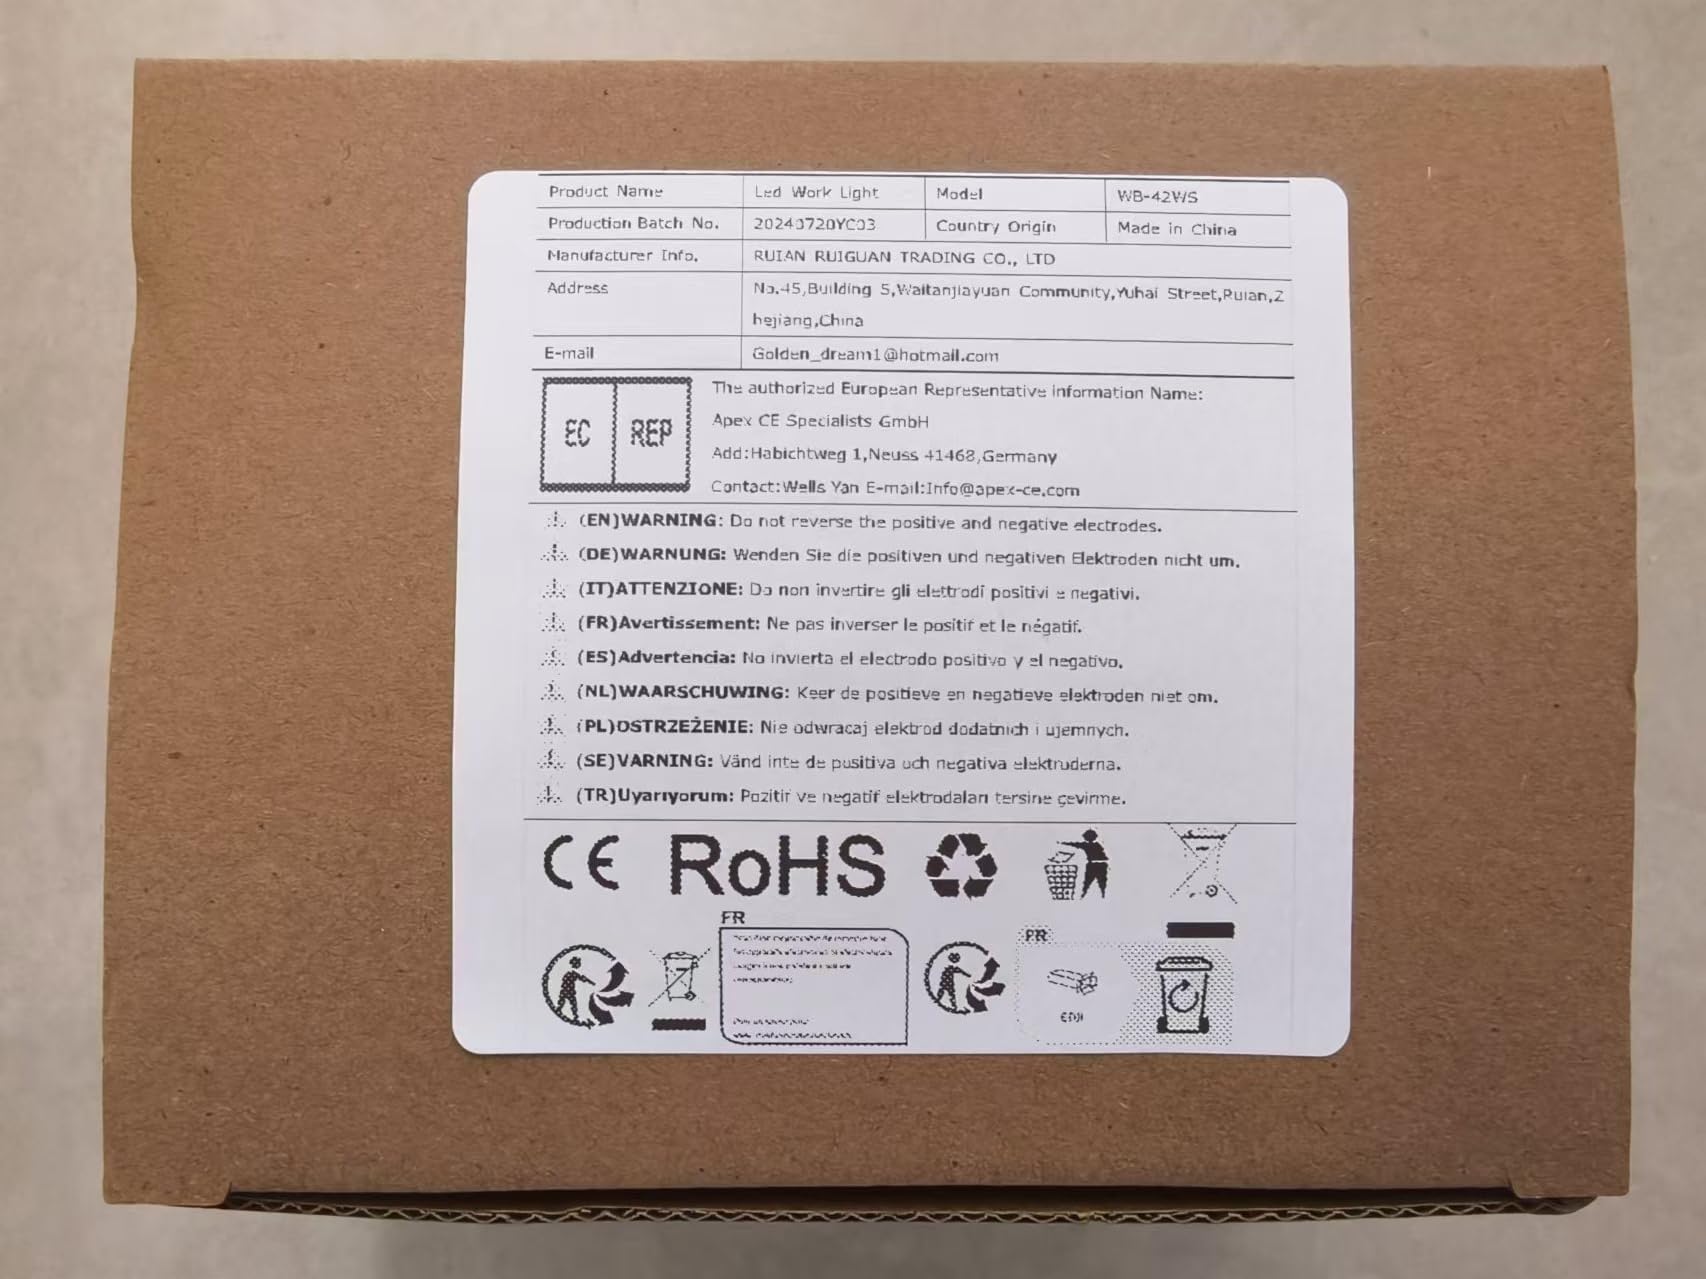 Product Name Led Work Light Model WB-42WS
Production Batch No. 20240720YC03 Country Origin Made in China
Manufacturer Info. RUIAN RUIGUAN TRADING CO., LTD
Address No.45,Building 5,Waitanjiayuan Community,Yuhai Street,Ruian,Z
hejiang,China
E-mail Golden_dream1@hotmail.com
The authorized European Representative information Name:
EC REP
Apex CE Specialists GmbH
Add:Habichtweg 1,Neuss 41468,Germany
Contact:Wells Yan E-mail:Info@apex-ce.com
(EN)WARNING: Do not reverse the positive and negative electrodes.
(DE)WARNUNG: Wenden Sie die positiven und negativen Elektroden nicht um.
(IT)ATTENZIONE: Do non invertire gli elettrodi positivi e negativi.
(FR)Avertissement: Ne pas inverser le positif et le négatif.
(ES)Advertencia: No invierta el electrodo positivo y el negativo.
(NL)WAARSCHUWING: Keer de positieve en negatieve elektroden niet om.
(PL)OSTRZEŻENIE: Nie odwracaj elektrod dodatnich i ujemnych.
(SE)VARNING: Vänd inte de positiva och negativa elektroderna.
(TR)Uyarıyorum: Pozitif ve negatif elektrodaları tersine çevirme.
CE RoHS
FR
FR